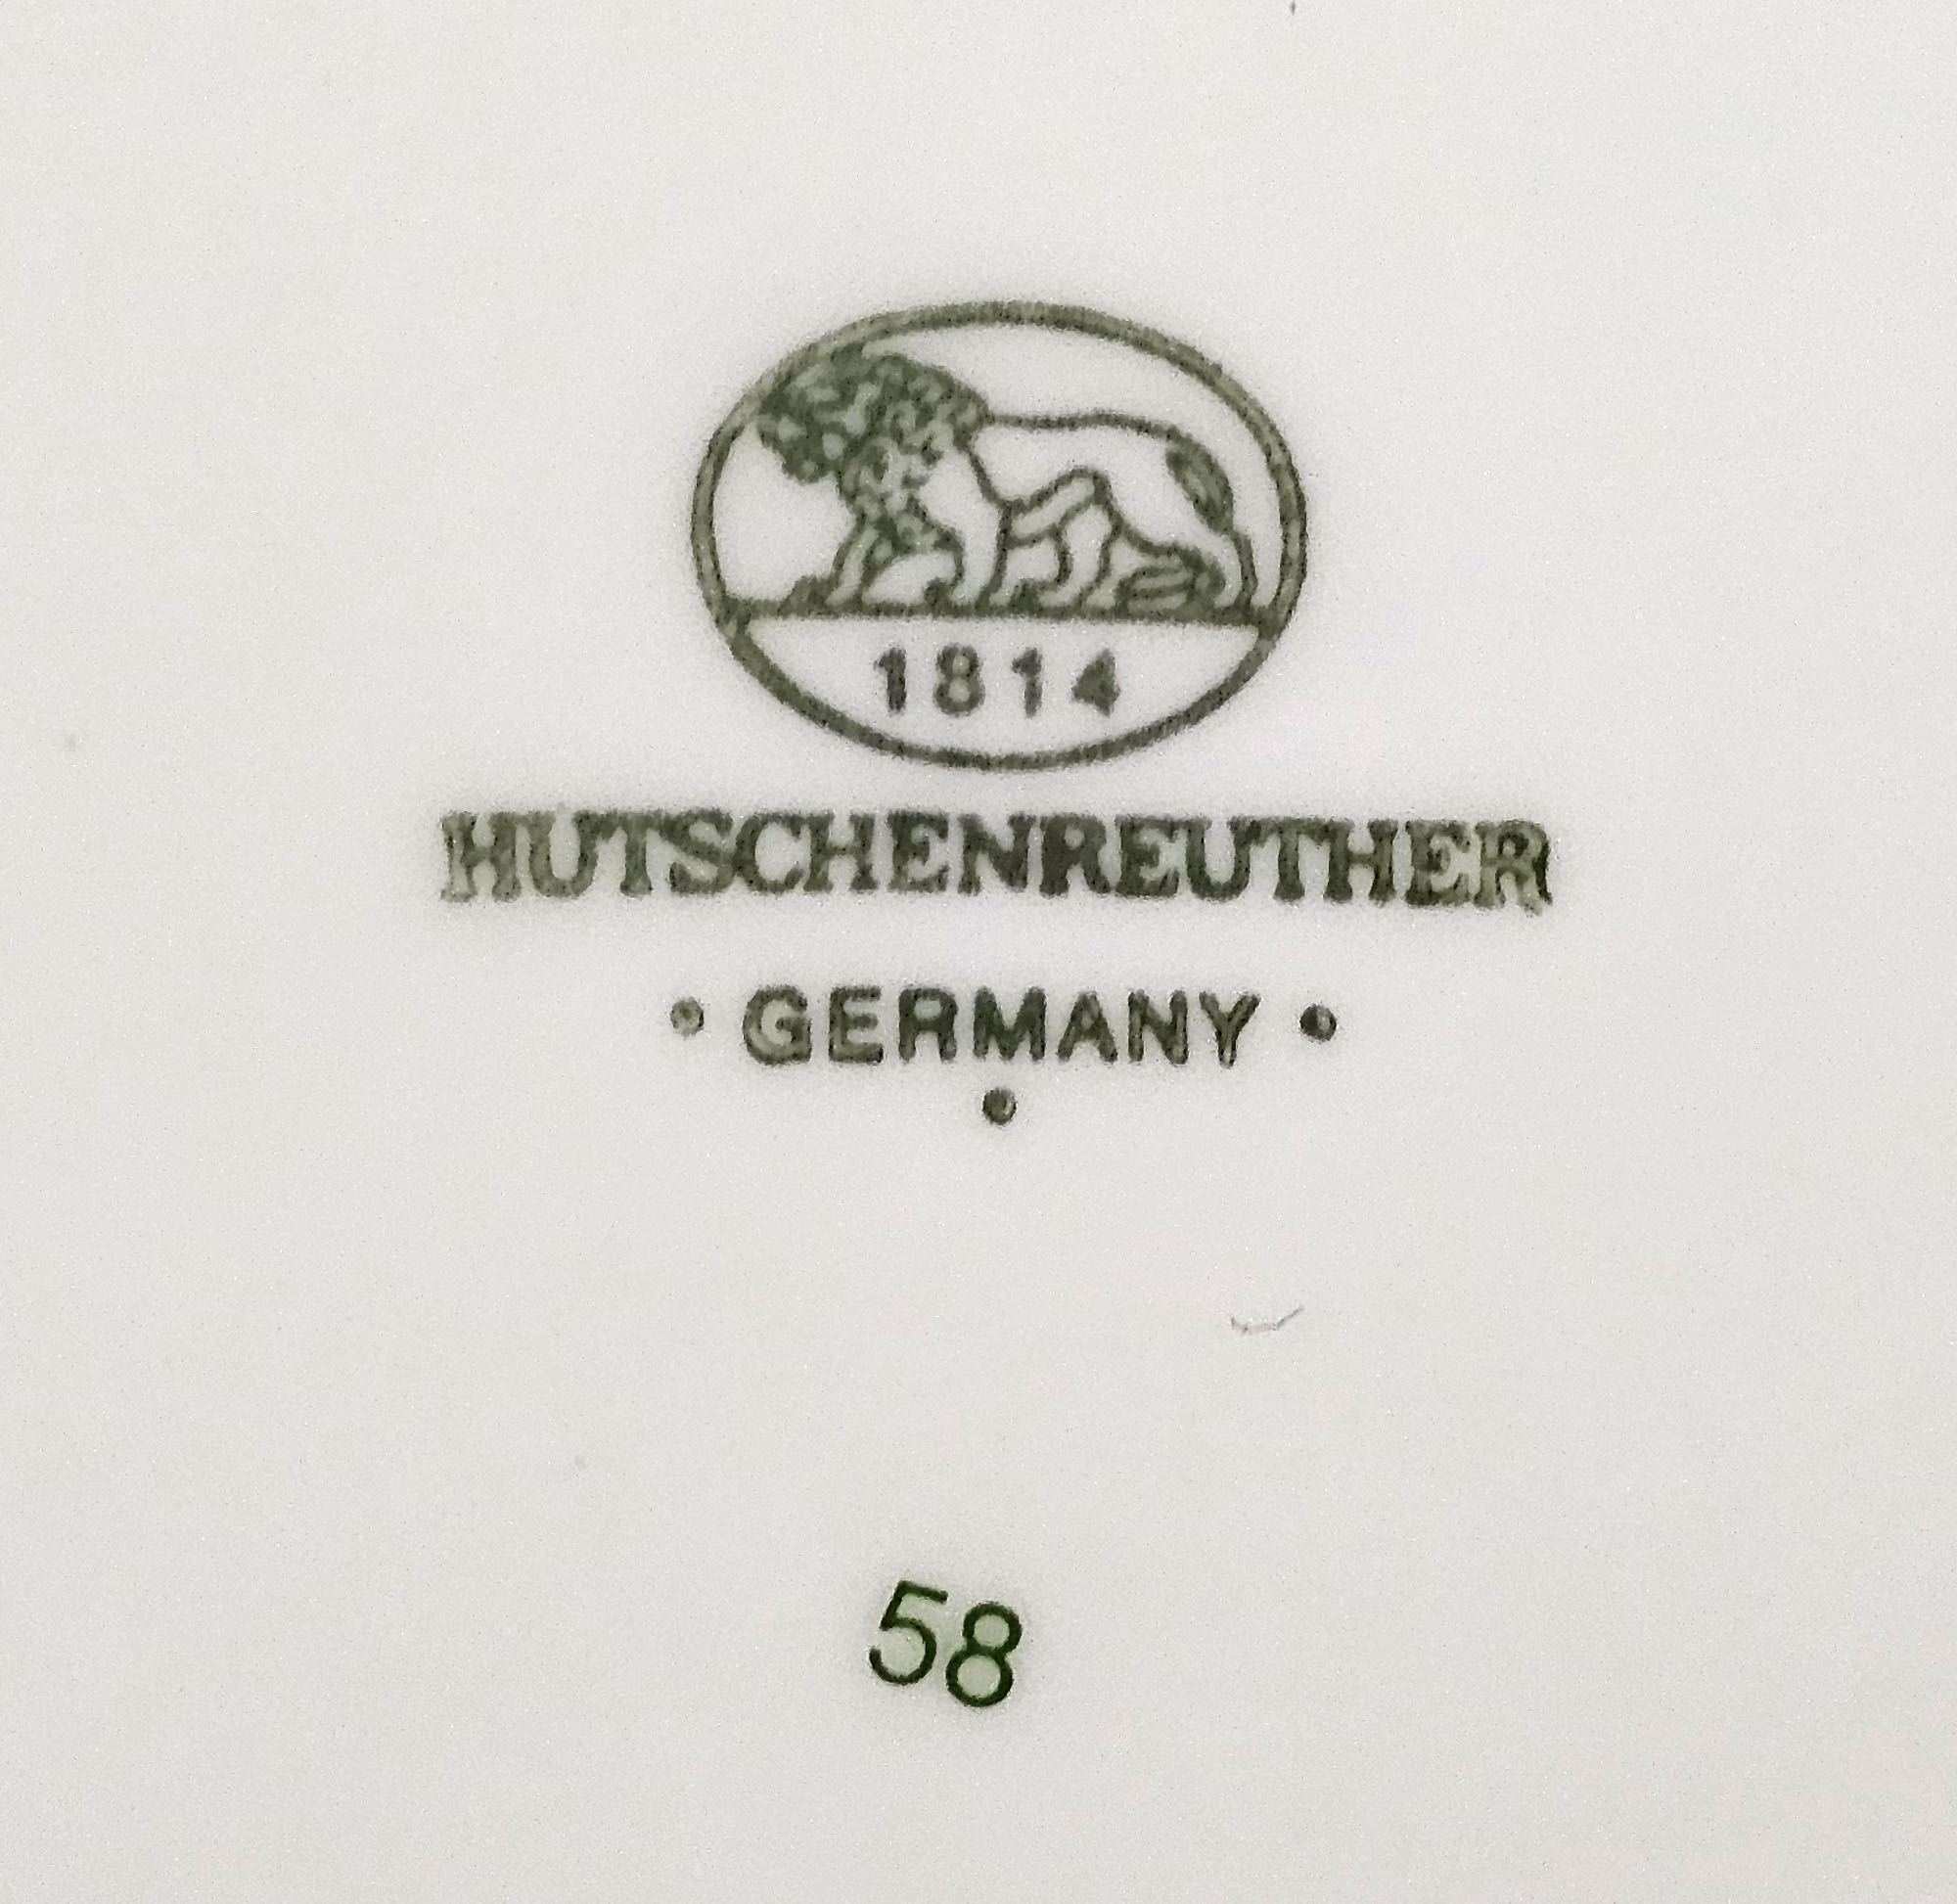 1814
HUTSCHENREUTHER
• GERMANY •
•
58